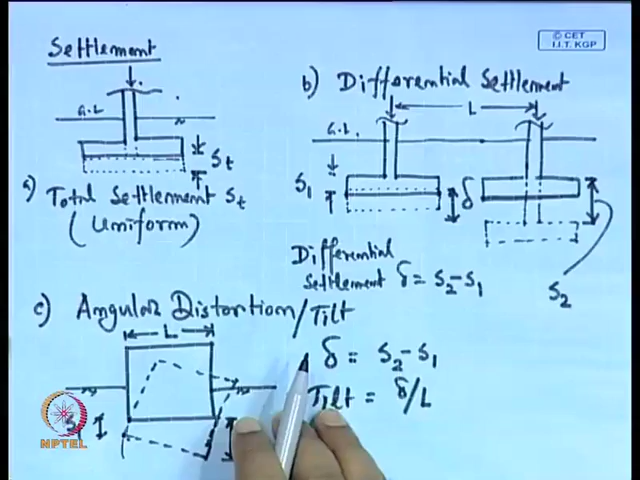 Settlement
© CET
I.I.T. KGP
G.L
St
a) Total Settlement St
(Uniform)
b) Differential Settlement
L
G.L.
S1
δ
S2
Differential
Settlement δ = S2-S1
c) Angular Distortion/Tilt
L
δ = S2-S1
Tilt = δ/L
S1
NPTEL